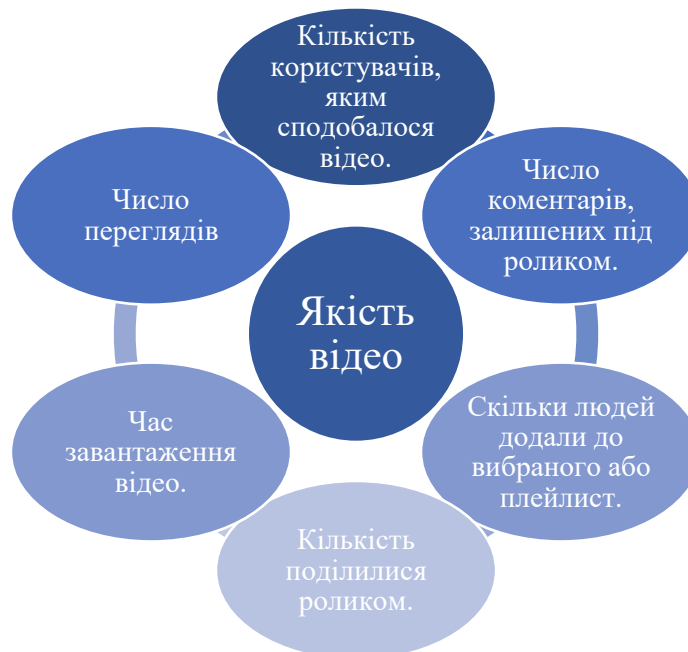 Кількість
користувачів,
яким
сподобалося
відео.
Число
коментарів,
залишених під
роликом.
Скільки людей
додали до
вибраного або
плейлист.
Кількість
поділилися
роликом.
Час
завантаження
відео.
Число
переглядів
Якість
відео